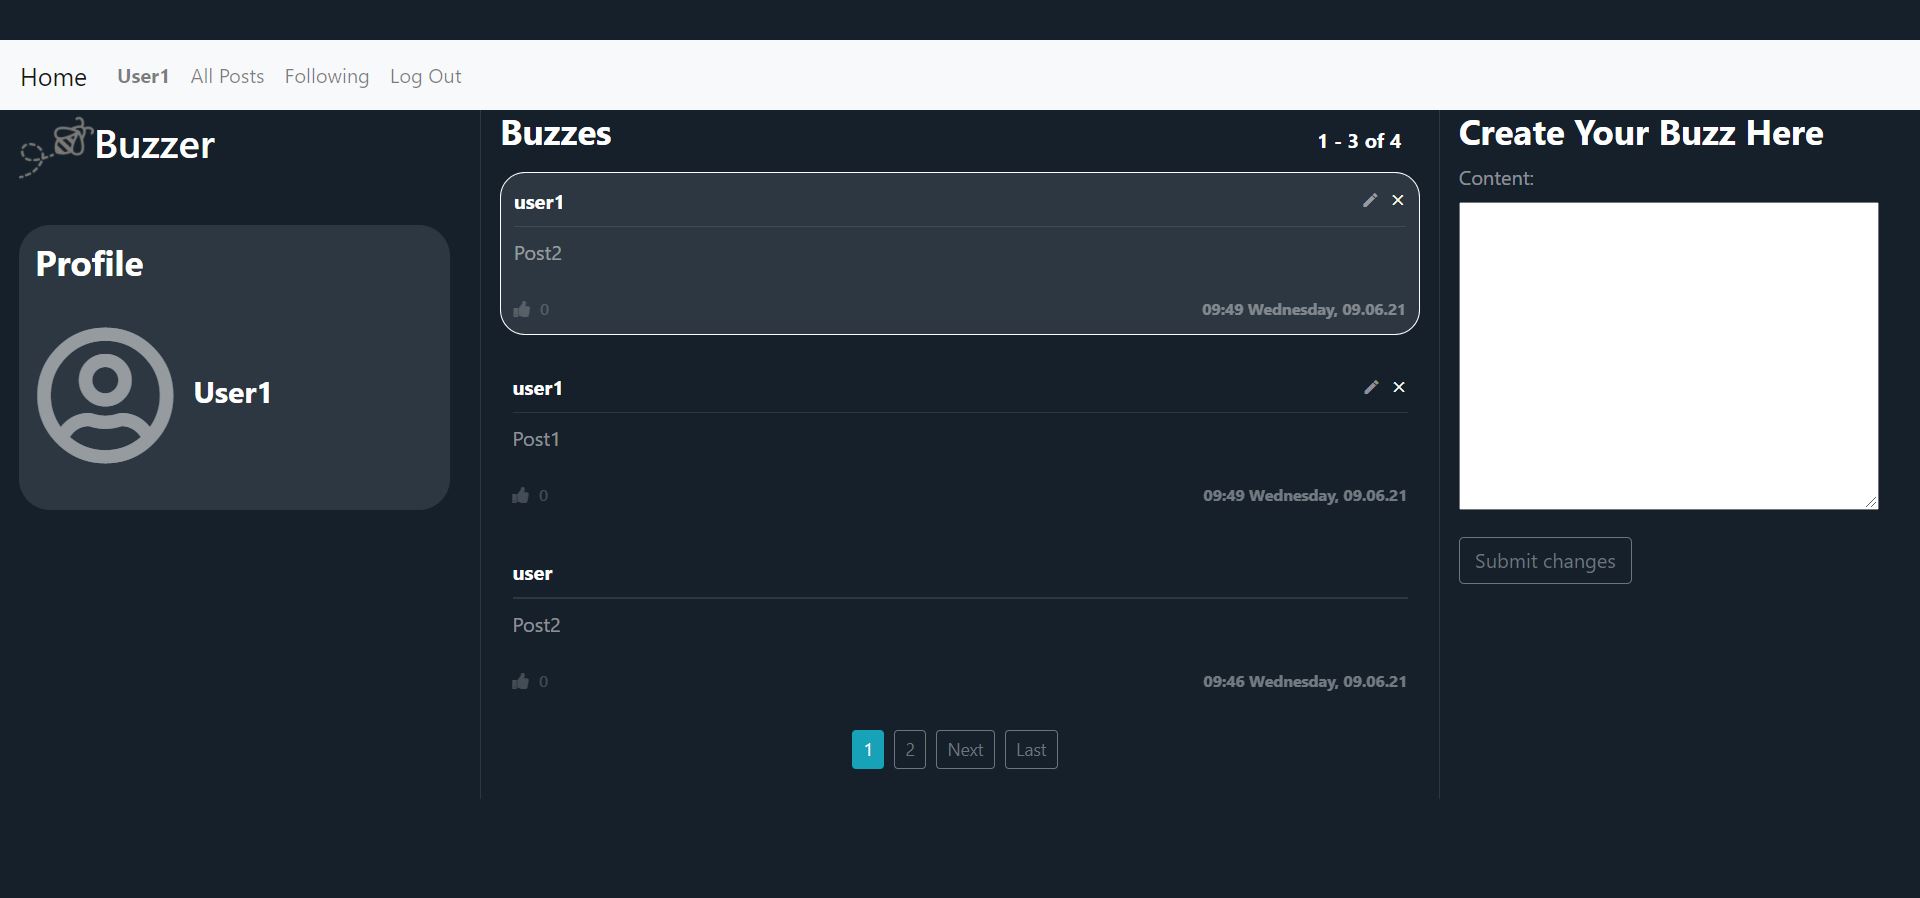 Home User1 All Posts Following Log Out
Buzzer
Profile
User1
Buzzes
1 - 3 of 4
user1
Post2
0 09:49 Wednesday, 09.06.21
user1
Post1
0 09:49 Wednesday, 09.06.21
user
Post2
0 09:46 Wednesday, 09.06.21
1 2 Next Last
Create Your Buzz Here
Content:
Submit changes